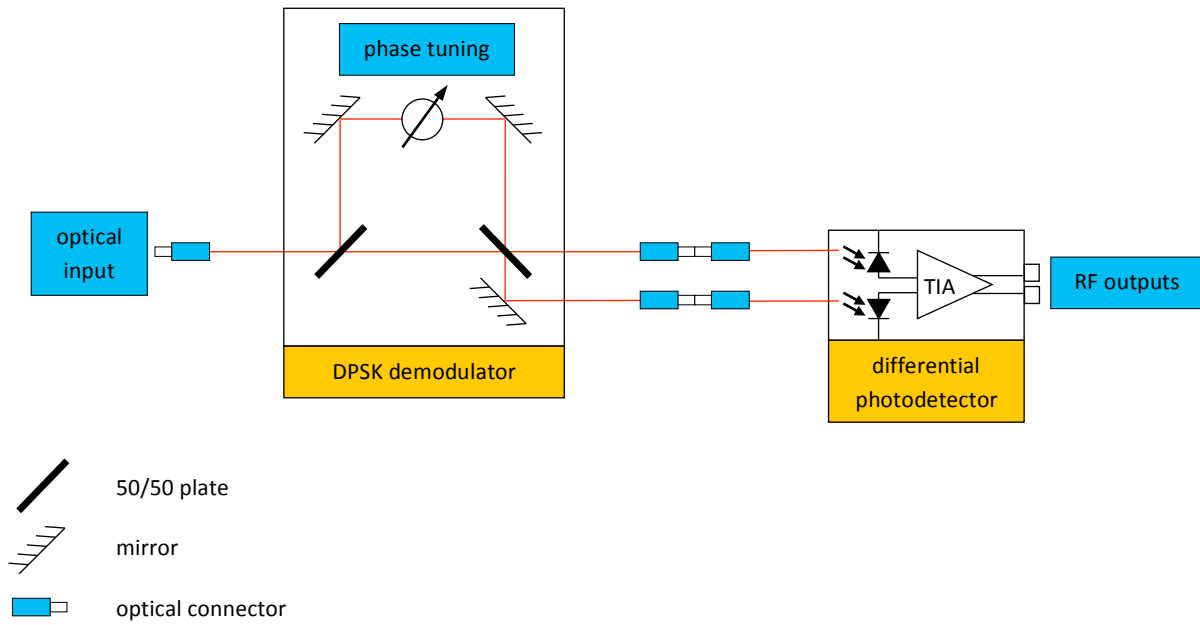 phase tuning
optical
input
TIA
RF outputs
DPSK demodulator
differential
photodetector
50/50 plate
mirror
optical connector